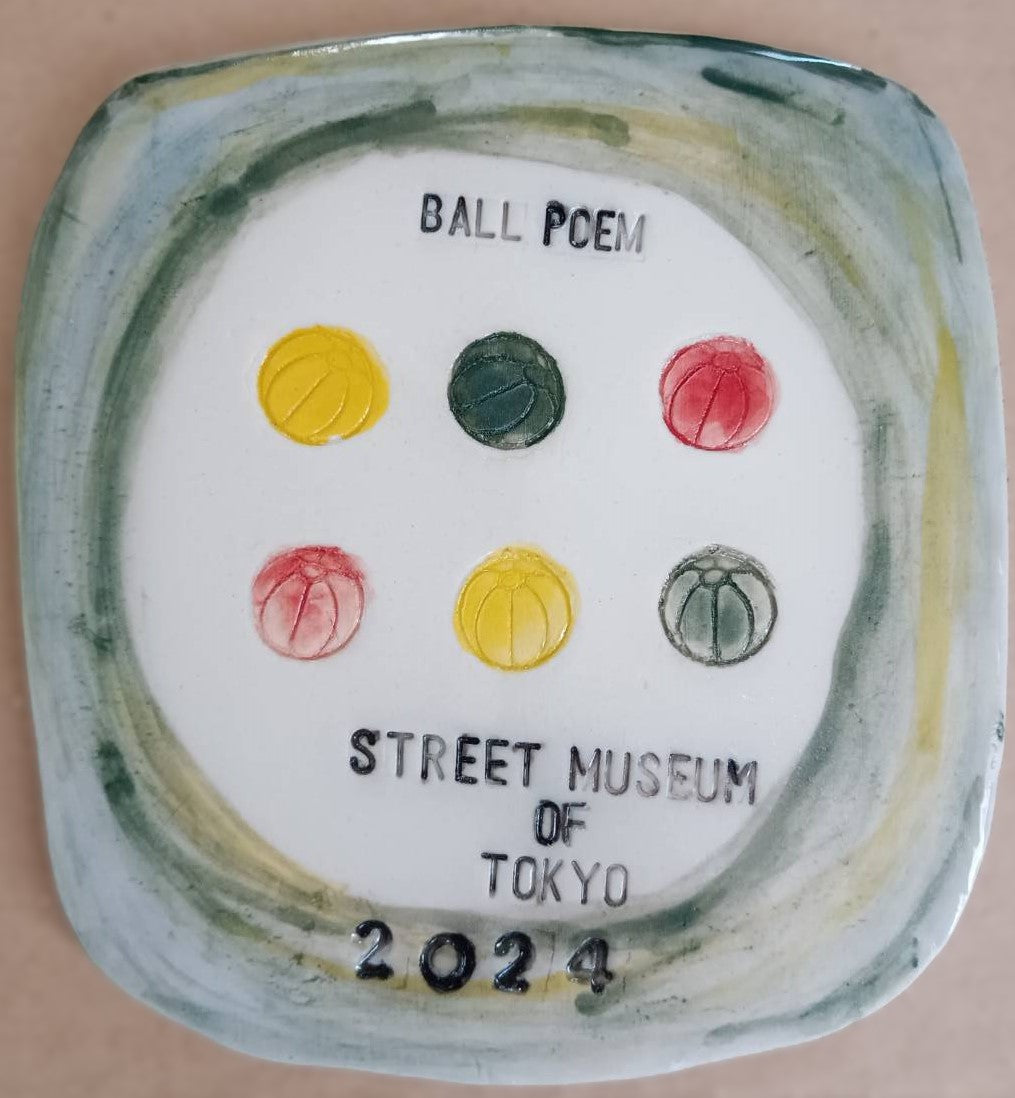 BALL POEM
STREET MUSEUM
OF
TOKYO
2024